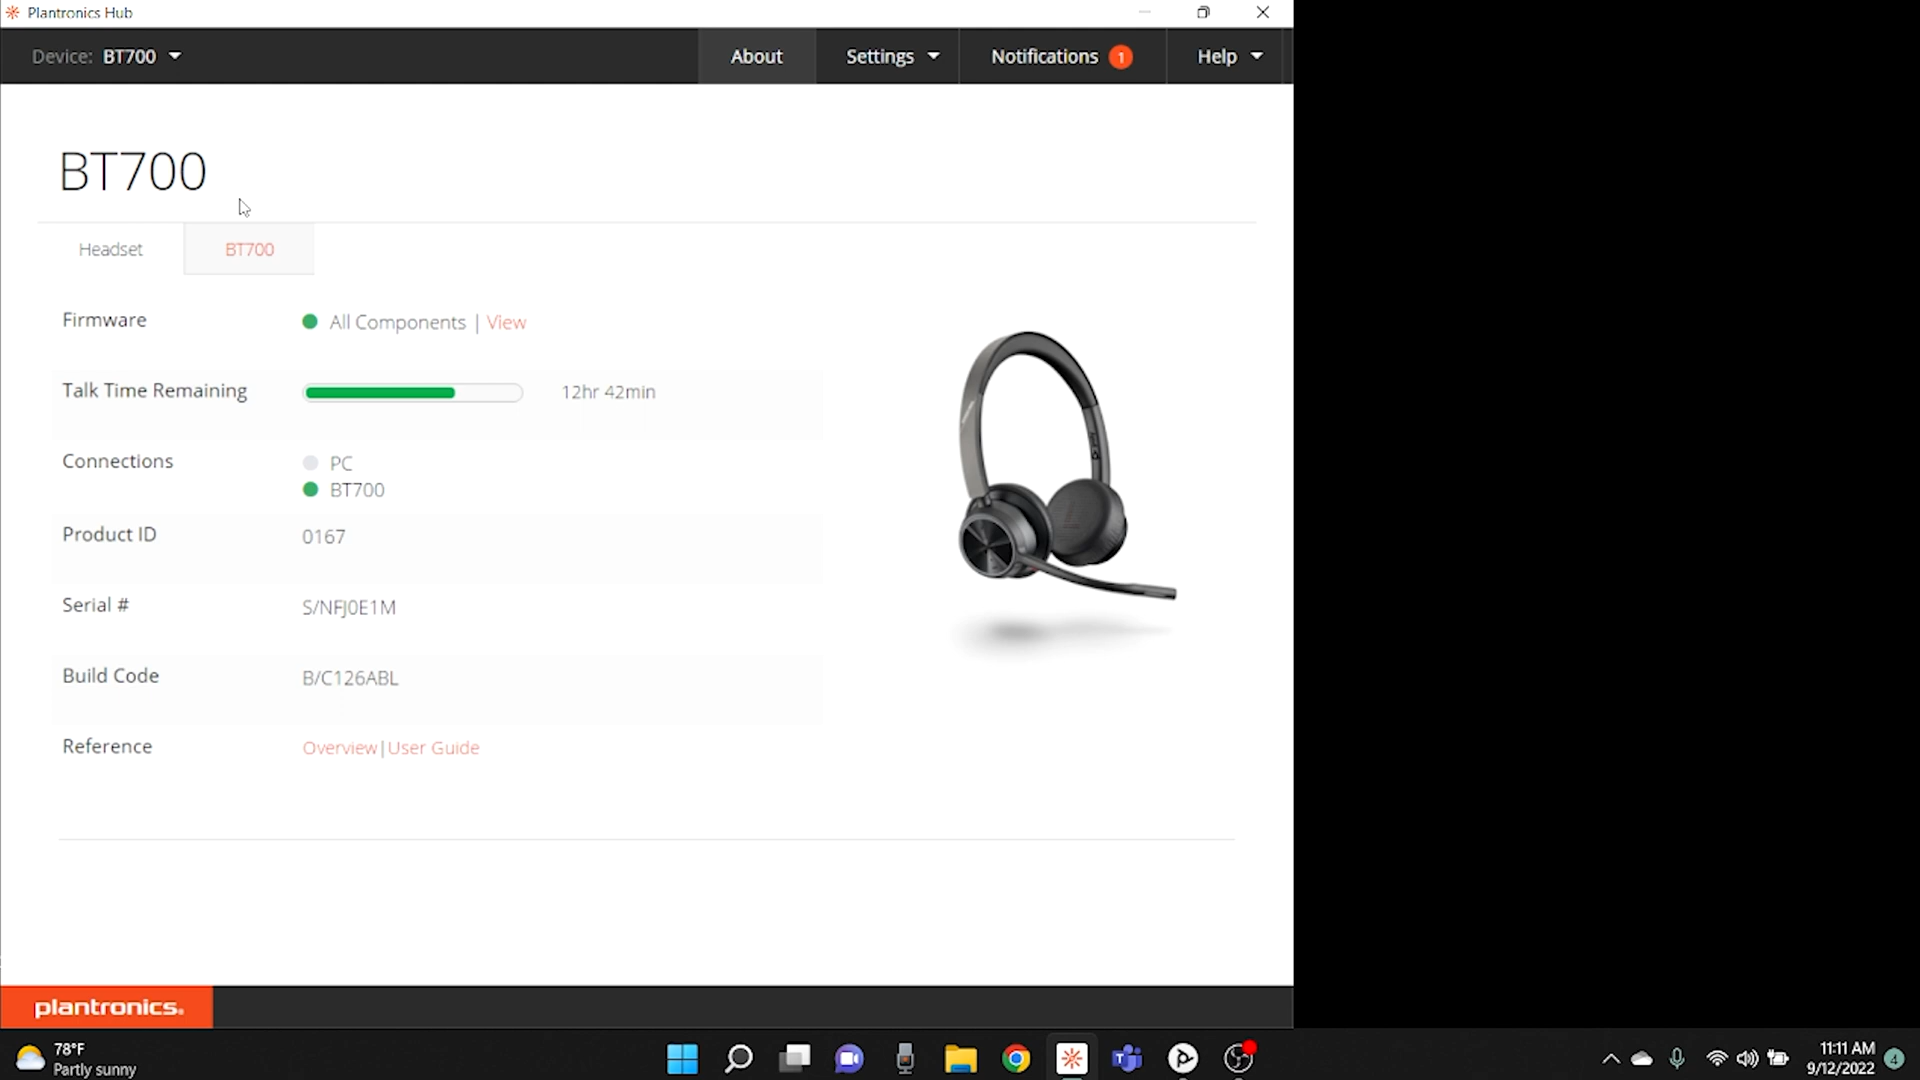 Plantronics Hub
Device: BT700
About
Settings
Notifications 1
Help
BT700
Headset
BT700
Firmware
All Components | View
Talk Time Remaining
12hr 42min
Connections
PC
BT700
Product ID
0167
Serial #
S/NFJ0E1M
Build Code
B/C126ABL
Reference
Overview|User Guide
plantronics.
78°F
Partly sunny
11:11 AM
9/12/2022
4